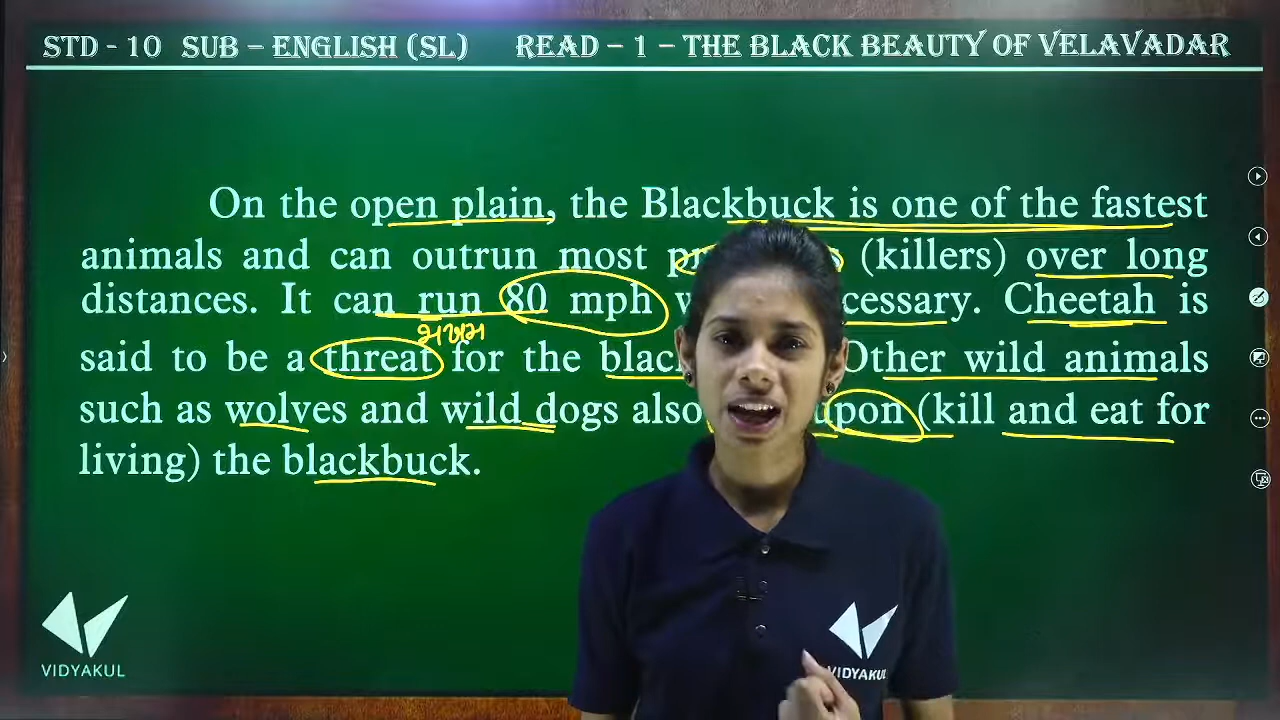 STD - 10 SUB – ENGLISH (SL) READ – 1 – THE BLACK BEAUTY OF VELAVADAR
On the open plain, the Blackbuck is one of the fastest
animals and can outrun most (killers) over long
distances. It can run 80 mph cessary. Cheetah is
said to be a threat for the Other wild animals
such as wolves and wild dogs also upon (kill and eat for
living) the blackbuck.
VIDYAKUL
VIDYAKUL